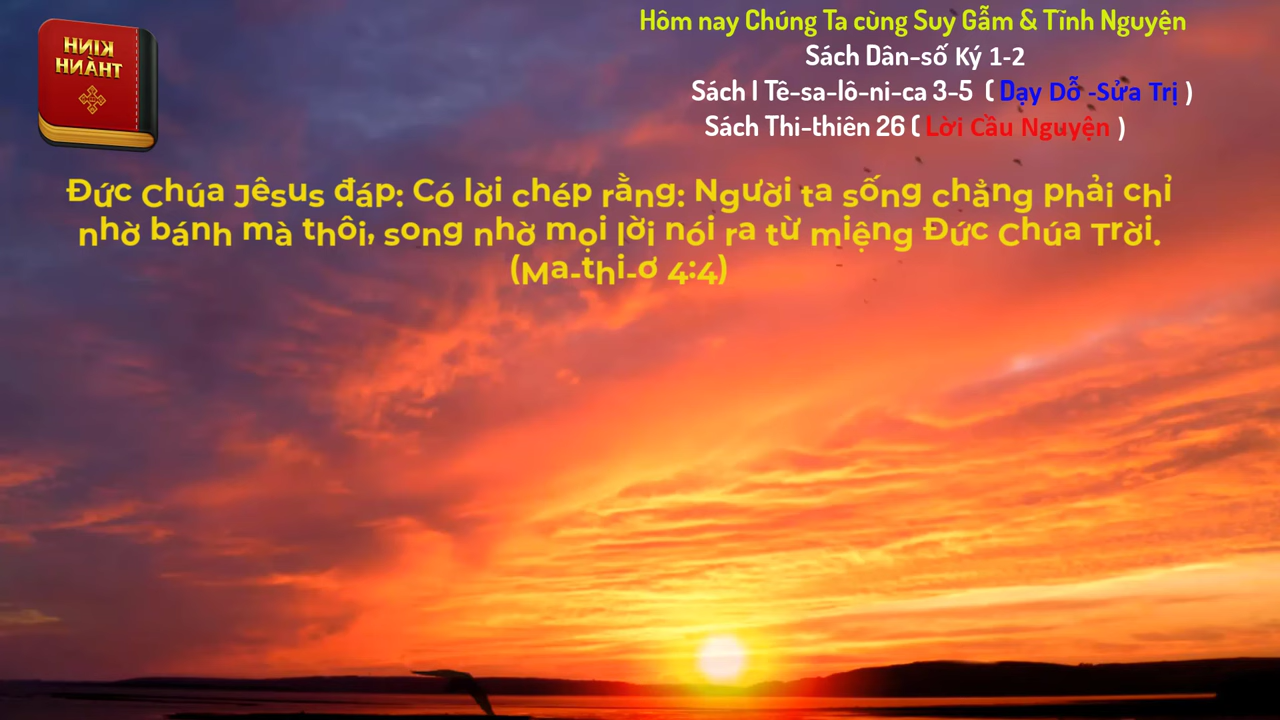 KINH
THÀNH
Hôm nay Chúng Ta cùng Suy Gẫm & Tĩnh Nguyện
Sách Dân-số Ký 1-2
Sách I Tê-sa-lô-ni-ca 3-5 ( Dạy Dỗ -Sửa Trị )
Sách Thi-thiên 26 ( Lời Cầu Nguyện )
Đức Chúa Jêsus đáp: Có lời chép rằng: Người ta sống chẳng phải chỉ
nhờ bánh mà thôi, song nhờ mọi lời nói ra từ miệng Đức Chúa Trời.
(Ma-thi-ơ 4:4)